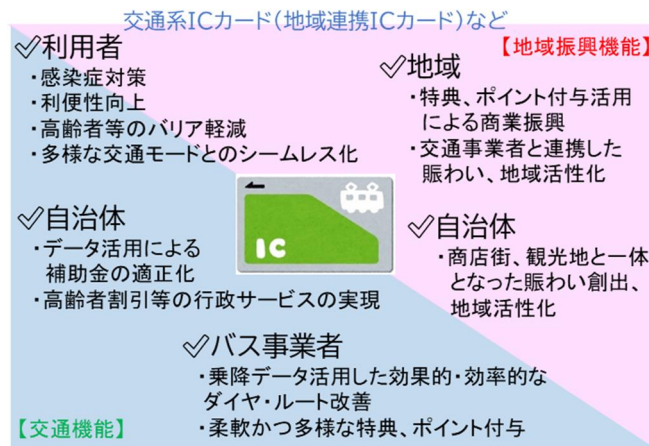 交通系ICカード(地域連携ICカード)など
【地域振興機能】
✓利用者
・感染症対策
・利便性向上
・高齢者等のバリア軽減
・多様な交通モードとのシームレス化
✓地域
・特典、ポイント付与活用
による商業振興
・交通事業者と連携した
賑わい、地域活性化
✓自治体
・データ活用による
補助金の適正化
・高齢者割引等の行政サービスの実現
IC
✓自治体
・商店街、観光地と一体
となった賑わい創出、
地域活性化
✓バス事業者
・乗降データ活用した効果的・効率的な
ダイヤ・ルート改善
・柔軟かつ多様な特典、ポイント付与
【交通機能】